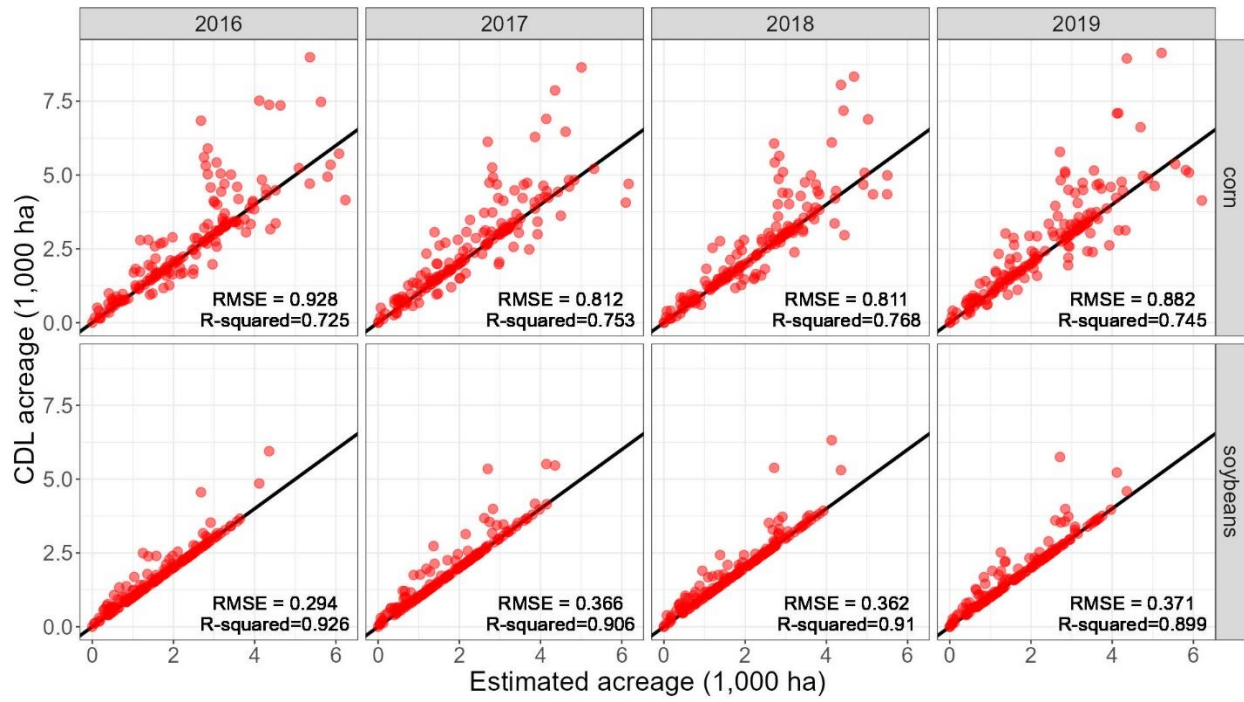 2016 2017 2018 2019
CDL acreage (1,000 ha)
7.5
5.0
2.5
0.0
RMSE = 0.928
R-squared=0.725
RMSE = 0.812
R-squared=0.753
RMSE = 0.811
R-squared=0.768
RMSE = 0.882
R-squared=0.745
corn
7.5
5.0
2.5
0.0
RMSE = 0.294
R-squared=0.926
RMSE = 0.366
R-squared=0.906
RMSE = 0.362
R-squared=0.91
RMSE = 0.371
R-squared=0.899
soybeans
0 2 4 6 0 2 4 6 0 2 4 6 0 2 4 6
Estimated acreage (1,000 ha)